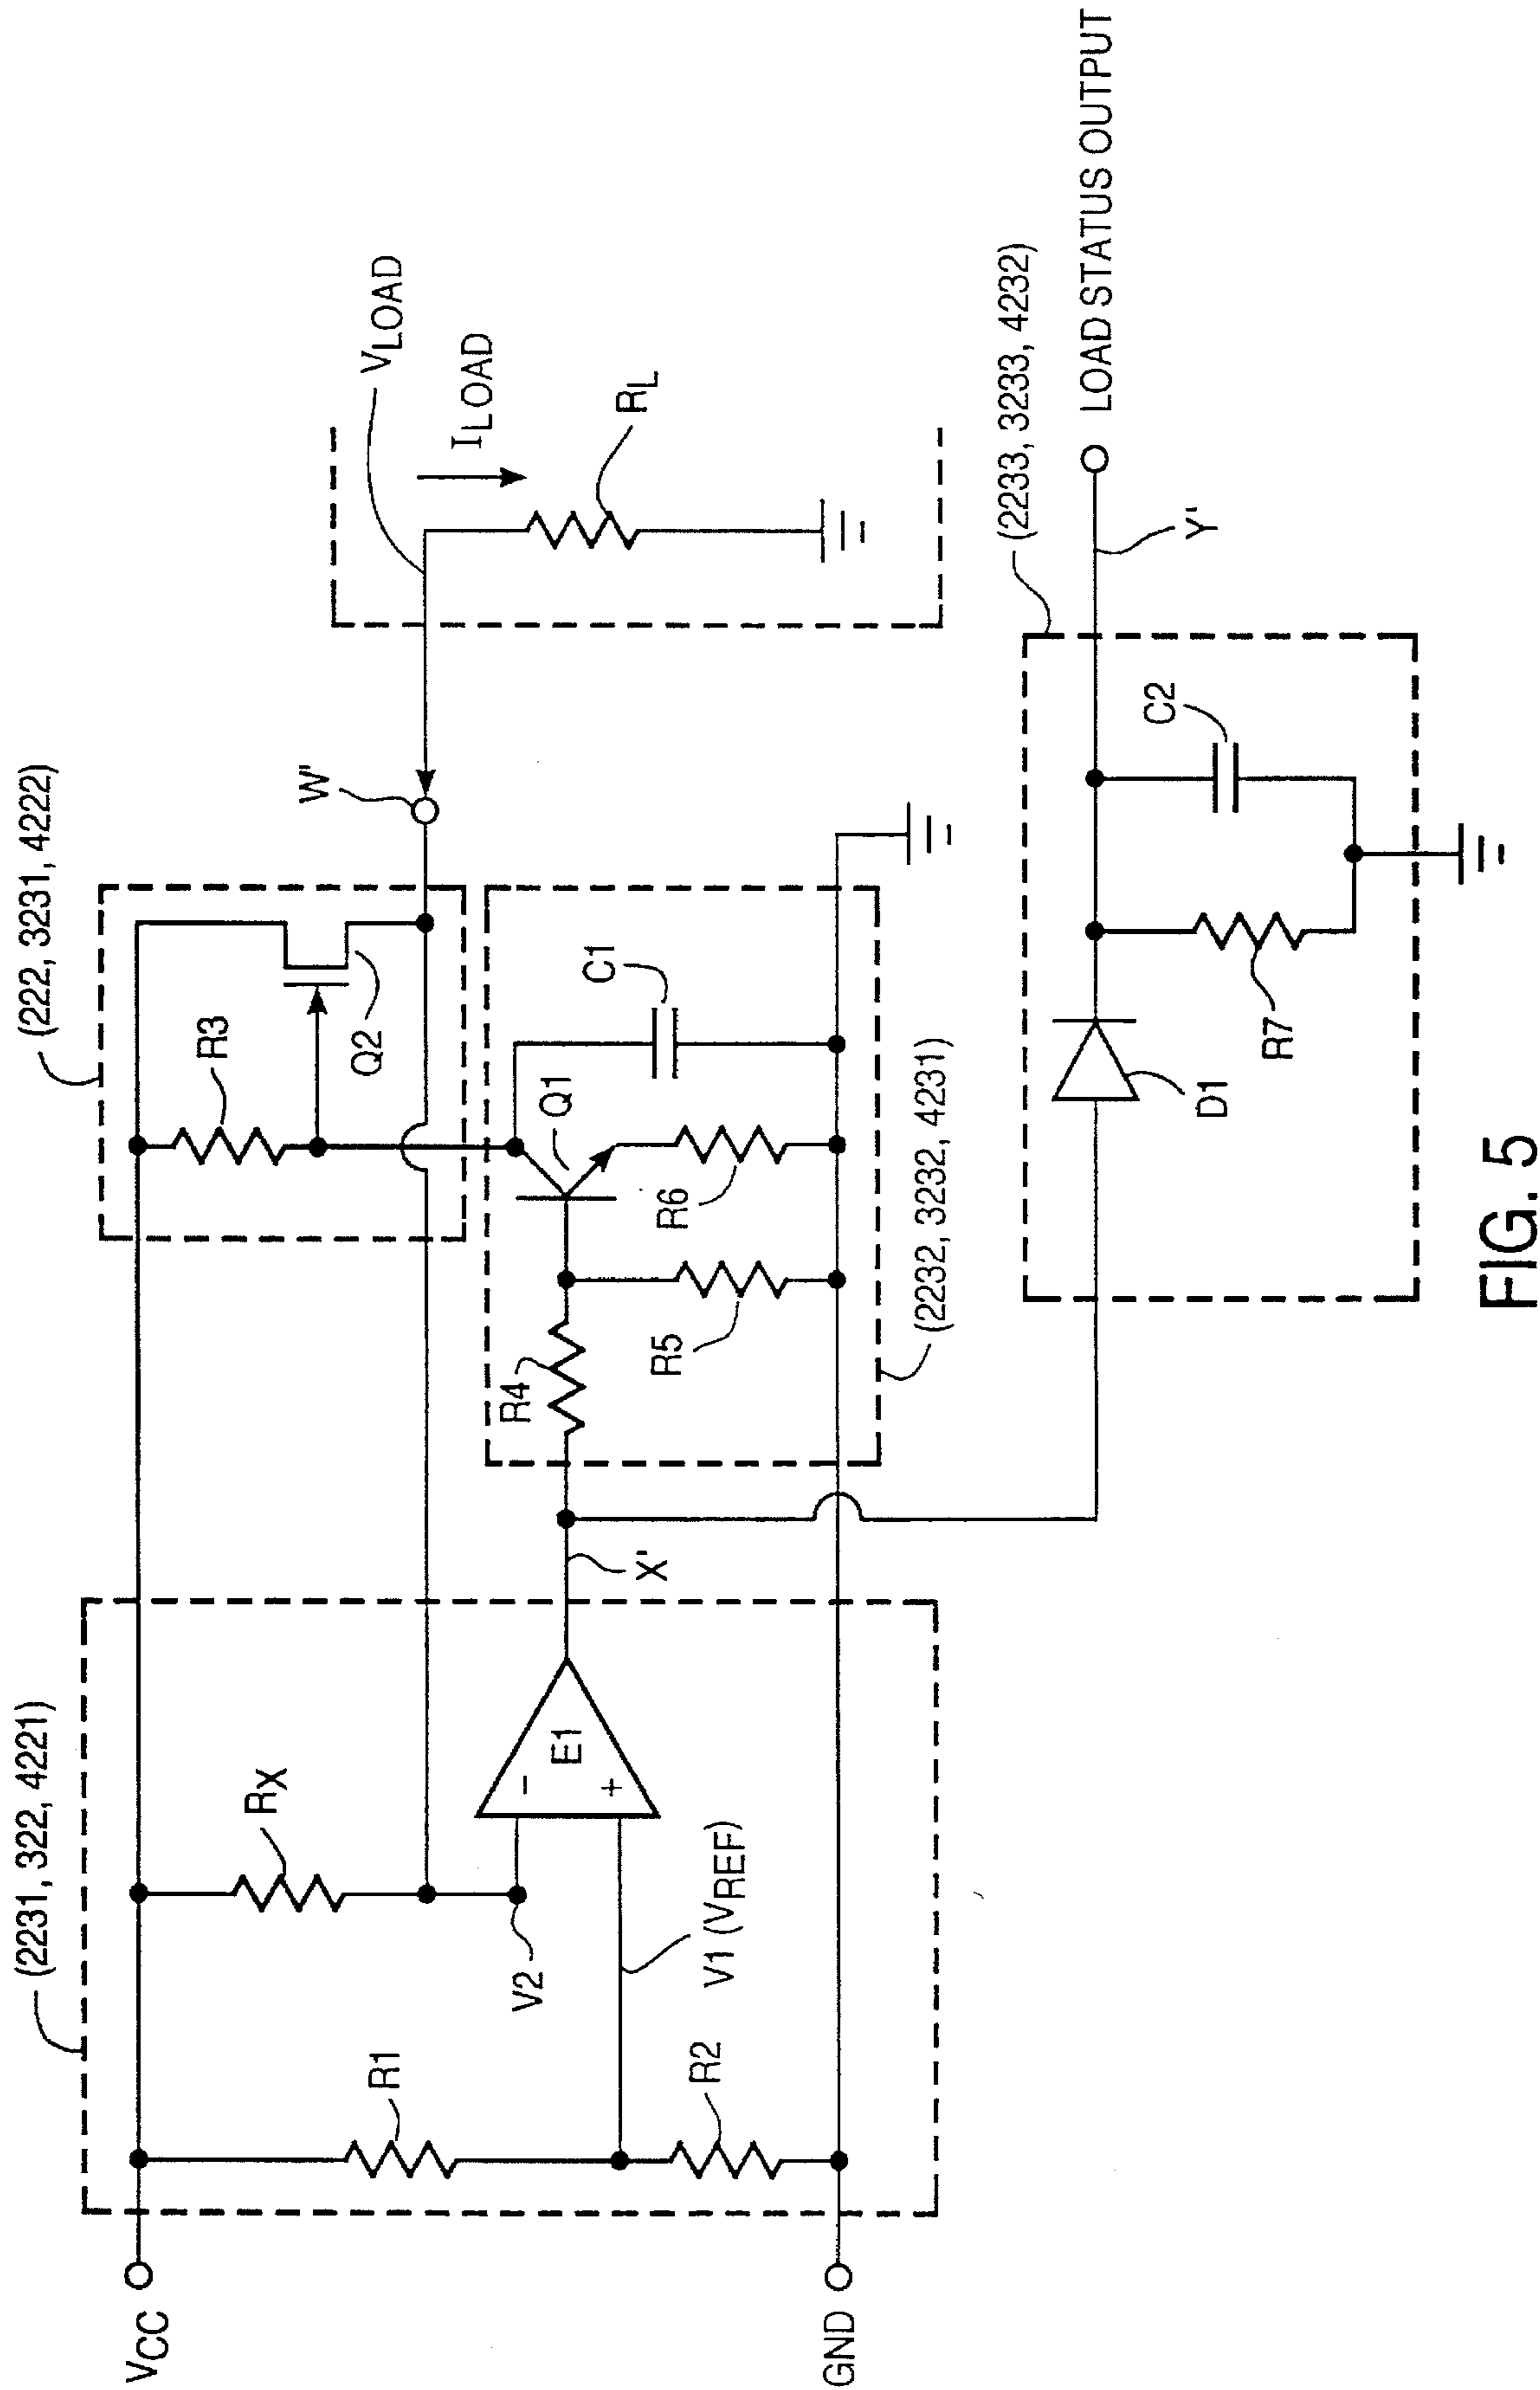 (2231, 322, 4221)
(222, 3231, 4222)
VCC
R1
RX
R3
Q2
W'
VLOAD
ILOAD
RL
V2
E1
-
+
X'
R4
Q1
C1
R5
R6
V1 (VREF)
R2
GND
(2232, 3232, 4231)
(2233, 3233, 4232)
D1
R7
C2
Y'
LOAD STATUS OUTPUT
FIG. 5